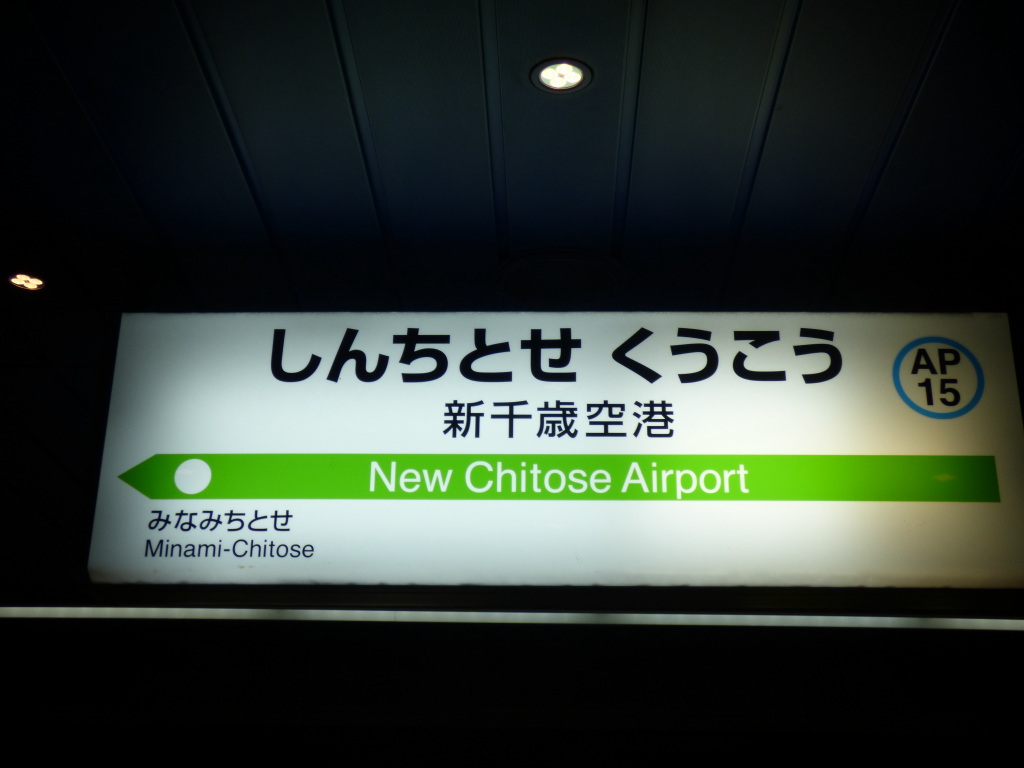 しんちとせ くうこう
AP
15
新千歳空港
New Chitose Airport
みなみちとせ
Minami-Chitose